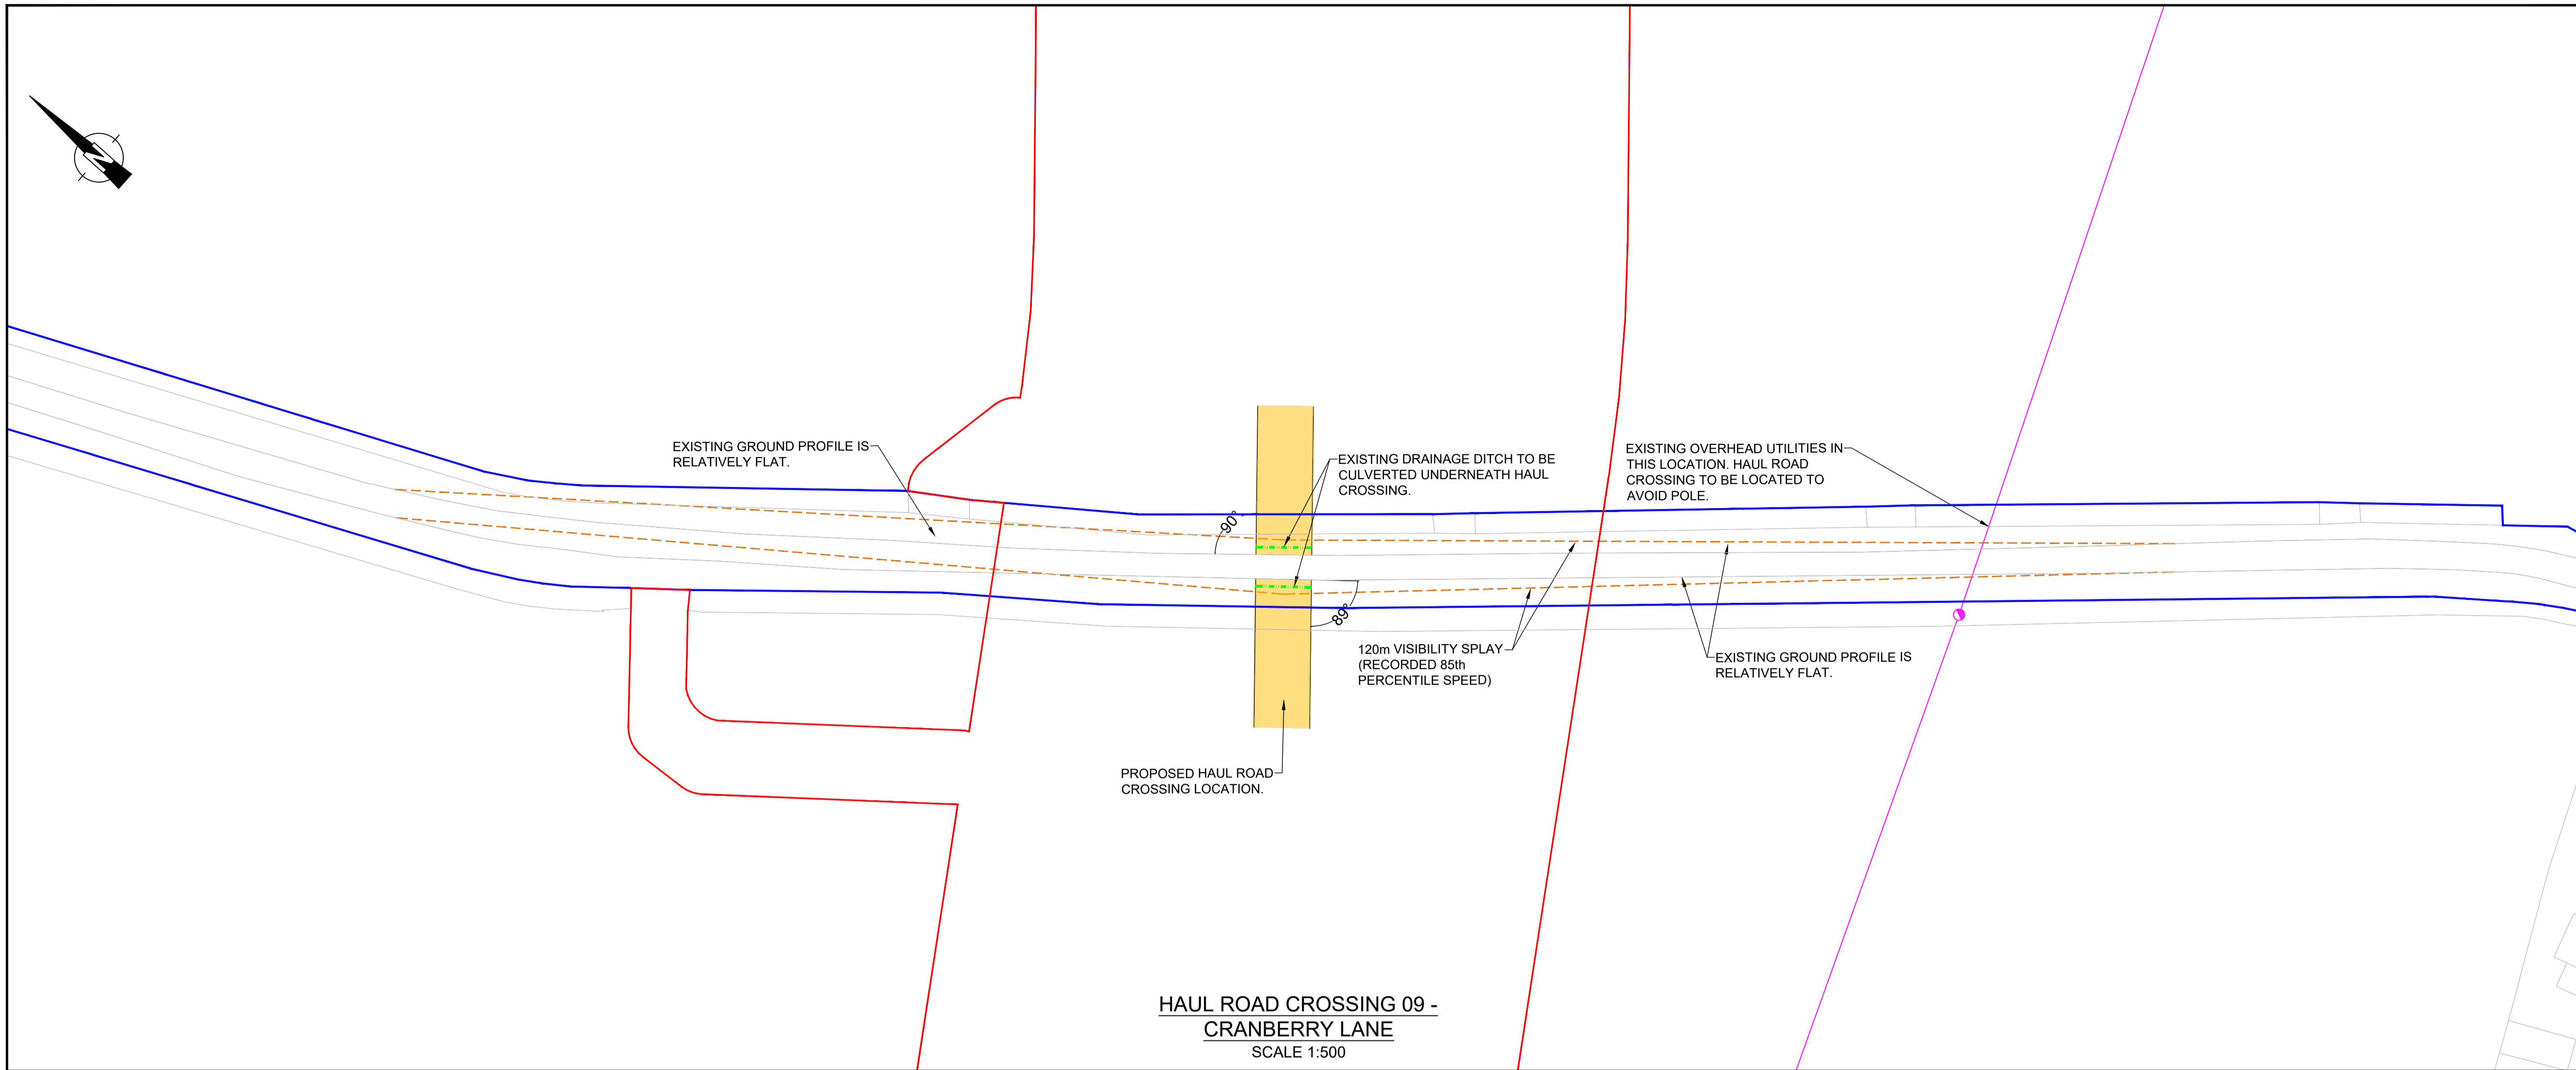 N
EXISTING GROUND PROFILE IS
RELATIVELY FLAT.
EXISTING DRAINAGE DITCH TO BE
CULVERTED UNDERNEATH HAUL
CROSSING.
EXISTING OVERHEAD UTILITIES IN
THIS LOCATION. HAUL ROAD
CROSSING TO BE LOCATED TO
AVOID POLE.
90°
89°
120m VISIBILITY SPLAY
(RECORDED 85th
PERCENTILE SPEED)
EXISTING GROUND PROFILE IS
RELATIVELY FLAT.
PROPOSED HAUL ROAD
CROSSING LOCATION.
HAUL ROAD CROSSING 09 -
CRANBERRY LANE
SCALE 1:500